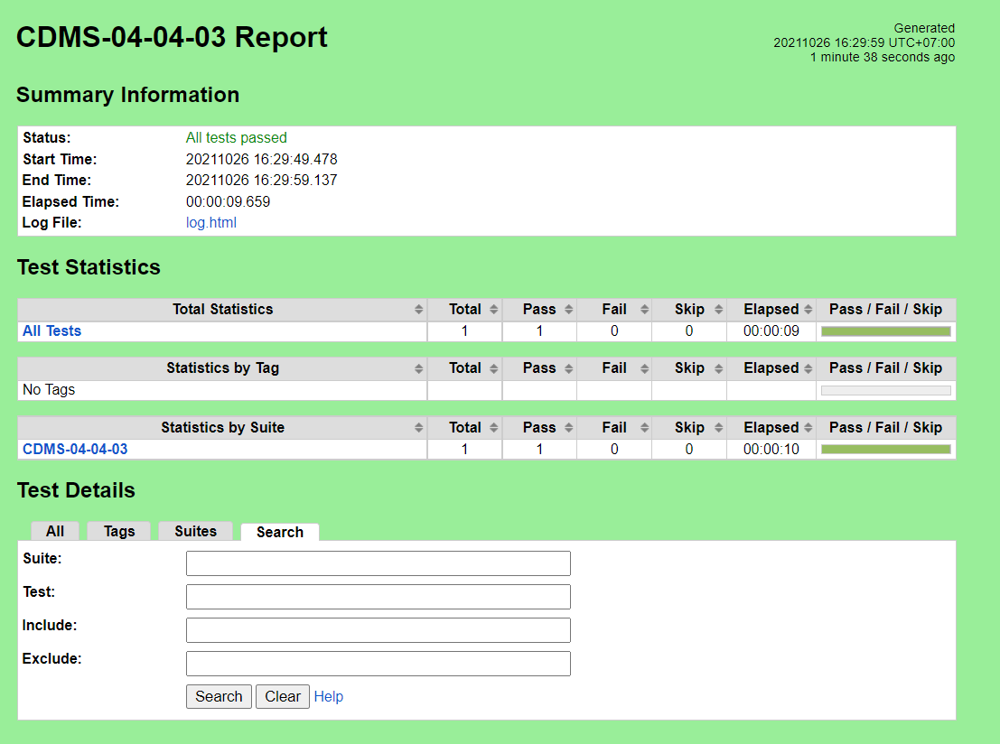 CDMS-04-04-03 Report
Generated
20211026 16:29:59 UTC+07:00
1 minute 38 seconds ago
Summary Information
Status: All tests passed
Start Time: 20211026 16:29:49.478
End Time: 20211026 16:29:59.137
Elapsed Time: 00:00:09.659
Log File: log.html
Test Statistics
Total Statistics Total Pass Fail Skip Elapsed Pass / Fail / Skip
All Tests 1 1 0 0 00:00:09
Statistics by Tag Total Pass Fail Skip Elapsed Pass / Fail / Skip
No Tags
Statistics by Suite Total Pass Fail Skip Elapsed Pass / Fail / Skip
CDMS-04-04-03 1 1 0 0 00:00:10
Test Details
All Tags Suites Search
Suite:
Test:
Include:
Exclude:
Search Clear Help